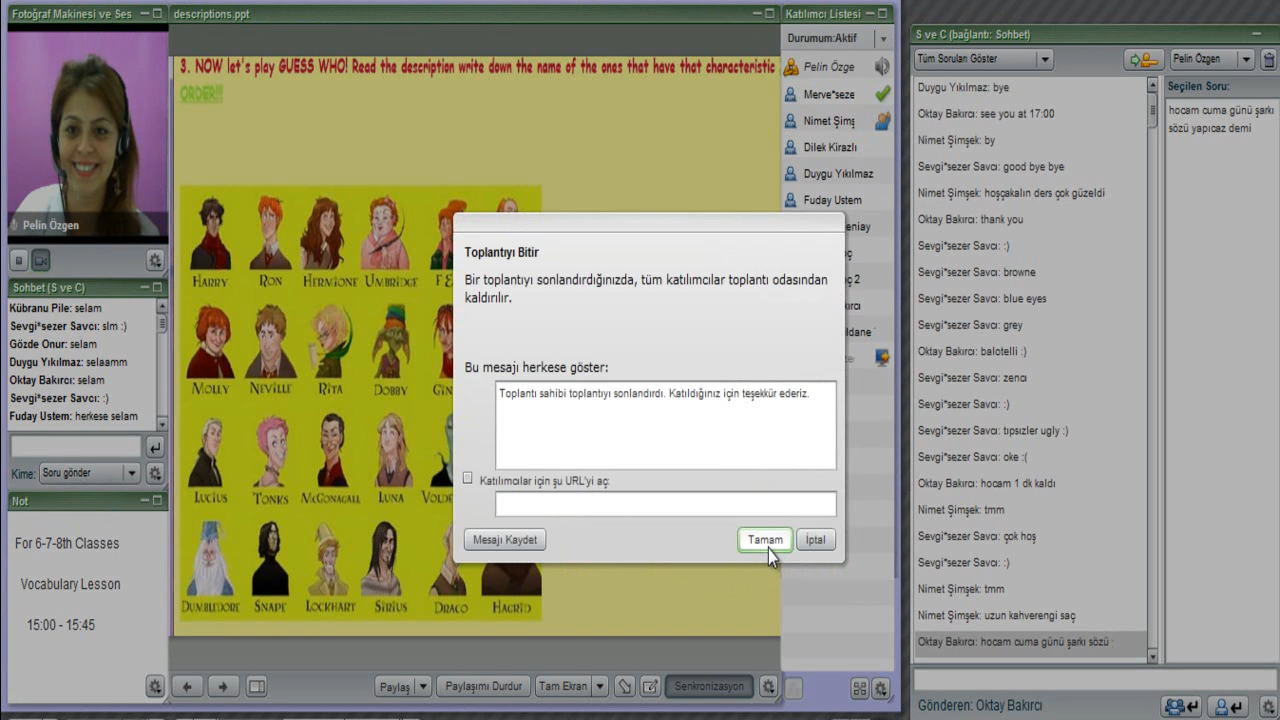 Fotoğraf Makinesi ve Ses
Pelin Özgen
Sohbet (S ve C)
Kübranu Pile: selam
Sevgi*sezer Savcı: slm :)
Gözde Onur: selam
Duygu Yıkılmaz: selaamm
Oktay Bakırcı: selam
Sevgi*sezer Savcı: :)
Fuday Ustem: herkese selam
Kime:
Soru gönder
Not
For 6-7-8th Classes
Vocabulary Lesson
15:00 - 15:45
descriptions.ppt
3. NOW let's play GUESS WHO! Read the description write down the name of the ones that have that characteristic
ORDER!!!
HARRY RON HERMIONE UMBRIDGE
MOLLY NEVILLE RITA DOBBY
LUCIUS TONKS McGONAGALL LUNA
DUMBLEDORE SNAPE LOCKHART SIRIUS DRACO HAGRID
Paylaş
Paylaşımı Durdur
Tam Ekran
Senkronizasyon
Toplantıyı Bitir
Bir toplantıyı sonlandırdığınızda, tüm katılımcılar toplantı odasından
kaldırılır.
Bu mesajı herkese göster:
Toplantı sahibi toplantıyı sonlandırdı. Katıldığınız için teşekkür ederiz.
Katılımcılar için şu URL'yi aç:
Mesajı Kaydet
Tamam
İptal
Katılımcı Listesi
Durumum:Aktif
Pelin Özge
Merve*seze
Nimet Şimş
Dilek Kirazlı
Duygu Yıkılmaz
Fuday Ustem
S ve C (bağlantı: Sohbet)
Tüm Soruları Göster
Pelin Özgen
Duygu Yıkılmaz: bye
Oktay Bakırcı: see you at 17:00
Nimet Şimşek: by
Sevgi*sezer Savcı: good bye bye
Nimet Şimşek: hoşçakalın ders çok güzeldi
Oktay Bakırcı: thank you
Sevgi*sezer Savcı: :)
Sevgi*sezer Savcı: browne
Sevgi*sezer Savcı: blue eyes
Sevgi*sezer Savcı: grey
Oktay Bakırcı: balotelli :)
Sevgi*sezer Savcı: zencı
Sevgi*sezer Savcı: :)
Sevgi*sezer Savcı: tıpsızler ugly :)
Sevgi*sezer Savcı: oke :(
Oktay Bakırcı: hocam 1 dk kaldı
Nimet Şimşek: tmm
Sevgi*sezer Savcı: çok hoş
Sevgi*sezer Savcı: :)
Nimet Şimşek: tmm
Nimet Şimşek: uzun kahverengi saç
Oktay Bakırcı: hocam cuma günü şarkı sözü
Seçilen Soru:
hocam cuma günü şarkı
sözü yapıcaz demi
Gönderen: Oktay Bakırcı